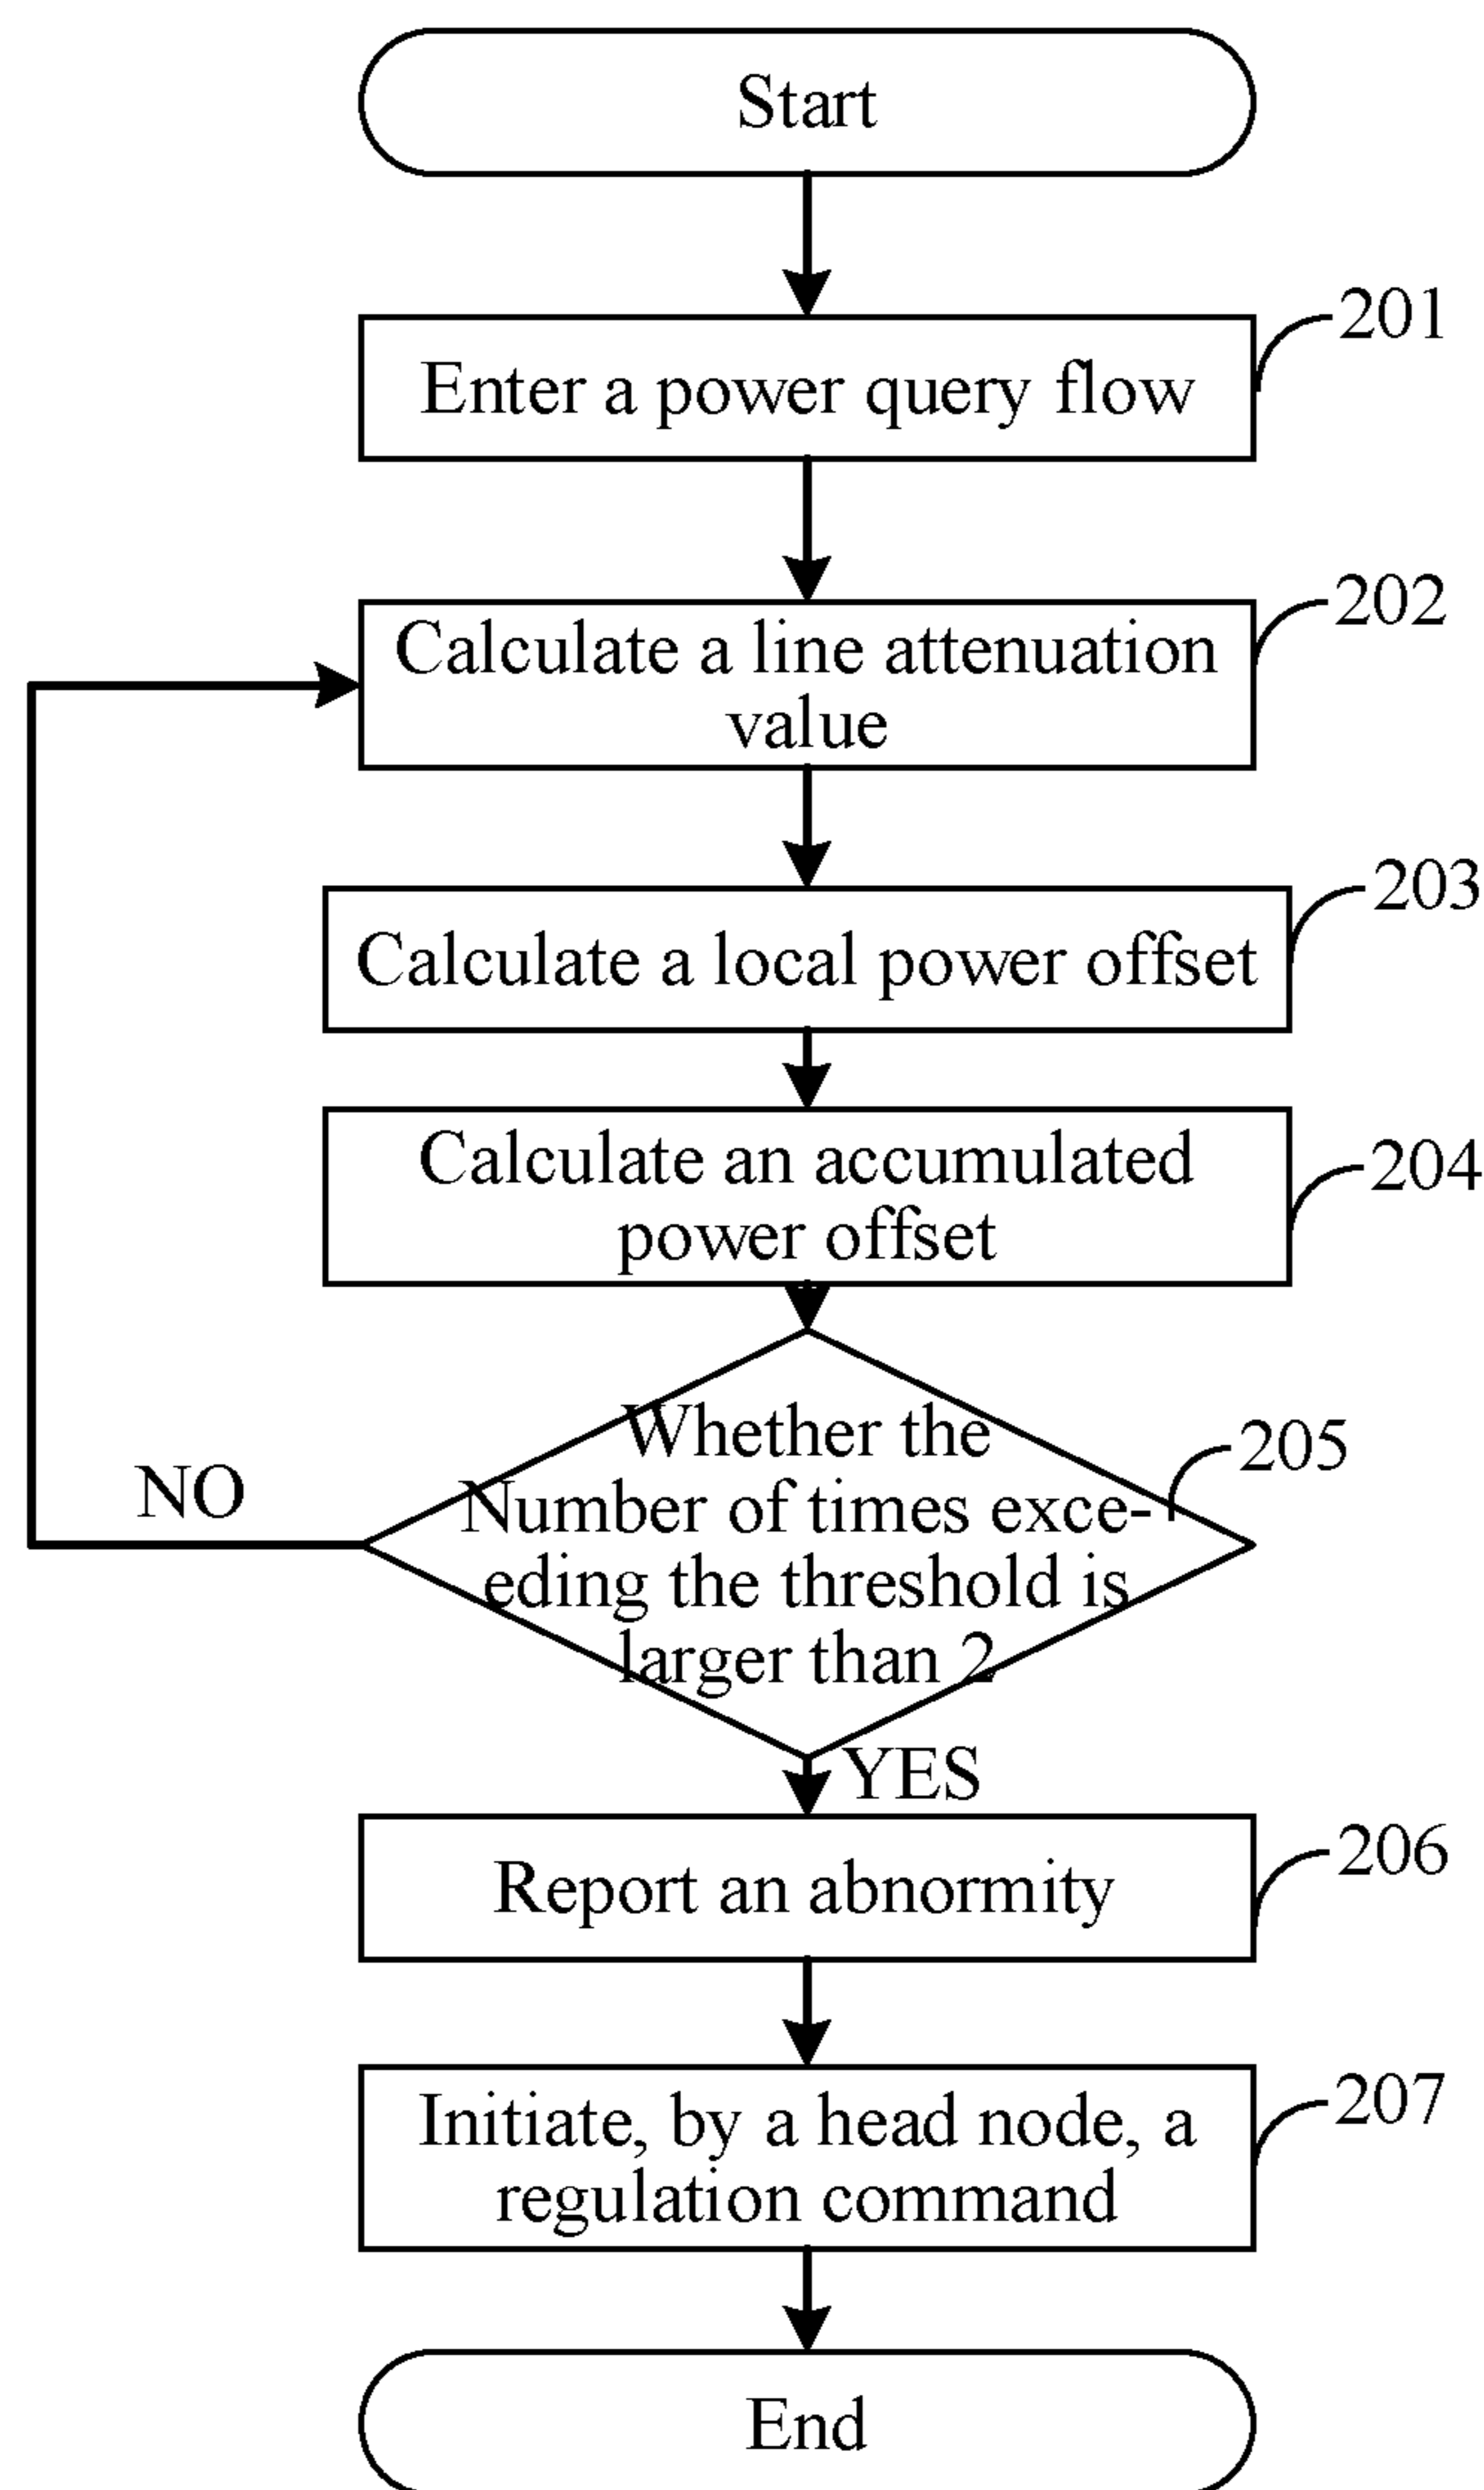 Start
201
Enter a power query flow
202
Calculate a line attenuation
value
203
Calculate a local power offset
204
Calculate an accumulated
power offset
205
Whether the
Number of times exce-
eding the threshold is
larger than 2
NO
YES
206
Report an abnormity
207
Initiate, by a head node, a
regulation command
End